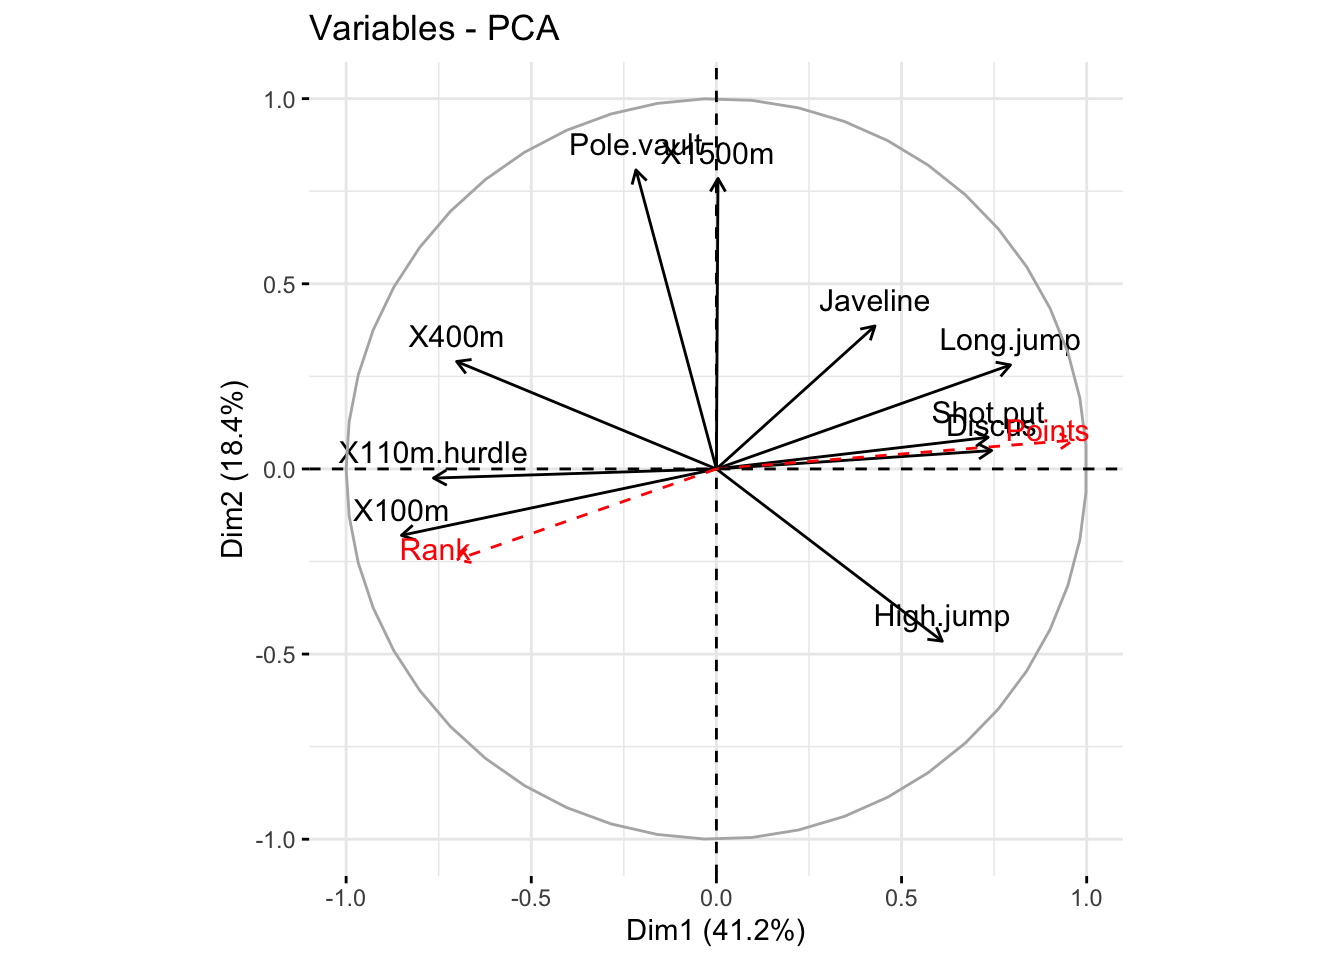 Variables - PCA
1.0
0.5
0.0
-0.5
-1.0
Dim2 (18.4%)
Pole.vault
X1500m
Javeline
X400m
Long.jump
Shot.put
Discus
Points
X110m.hurdle
X100m
Rank
High.jump
-1.0
-0.5
0.0
0.5
1.0
Dim1 (41.2%)